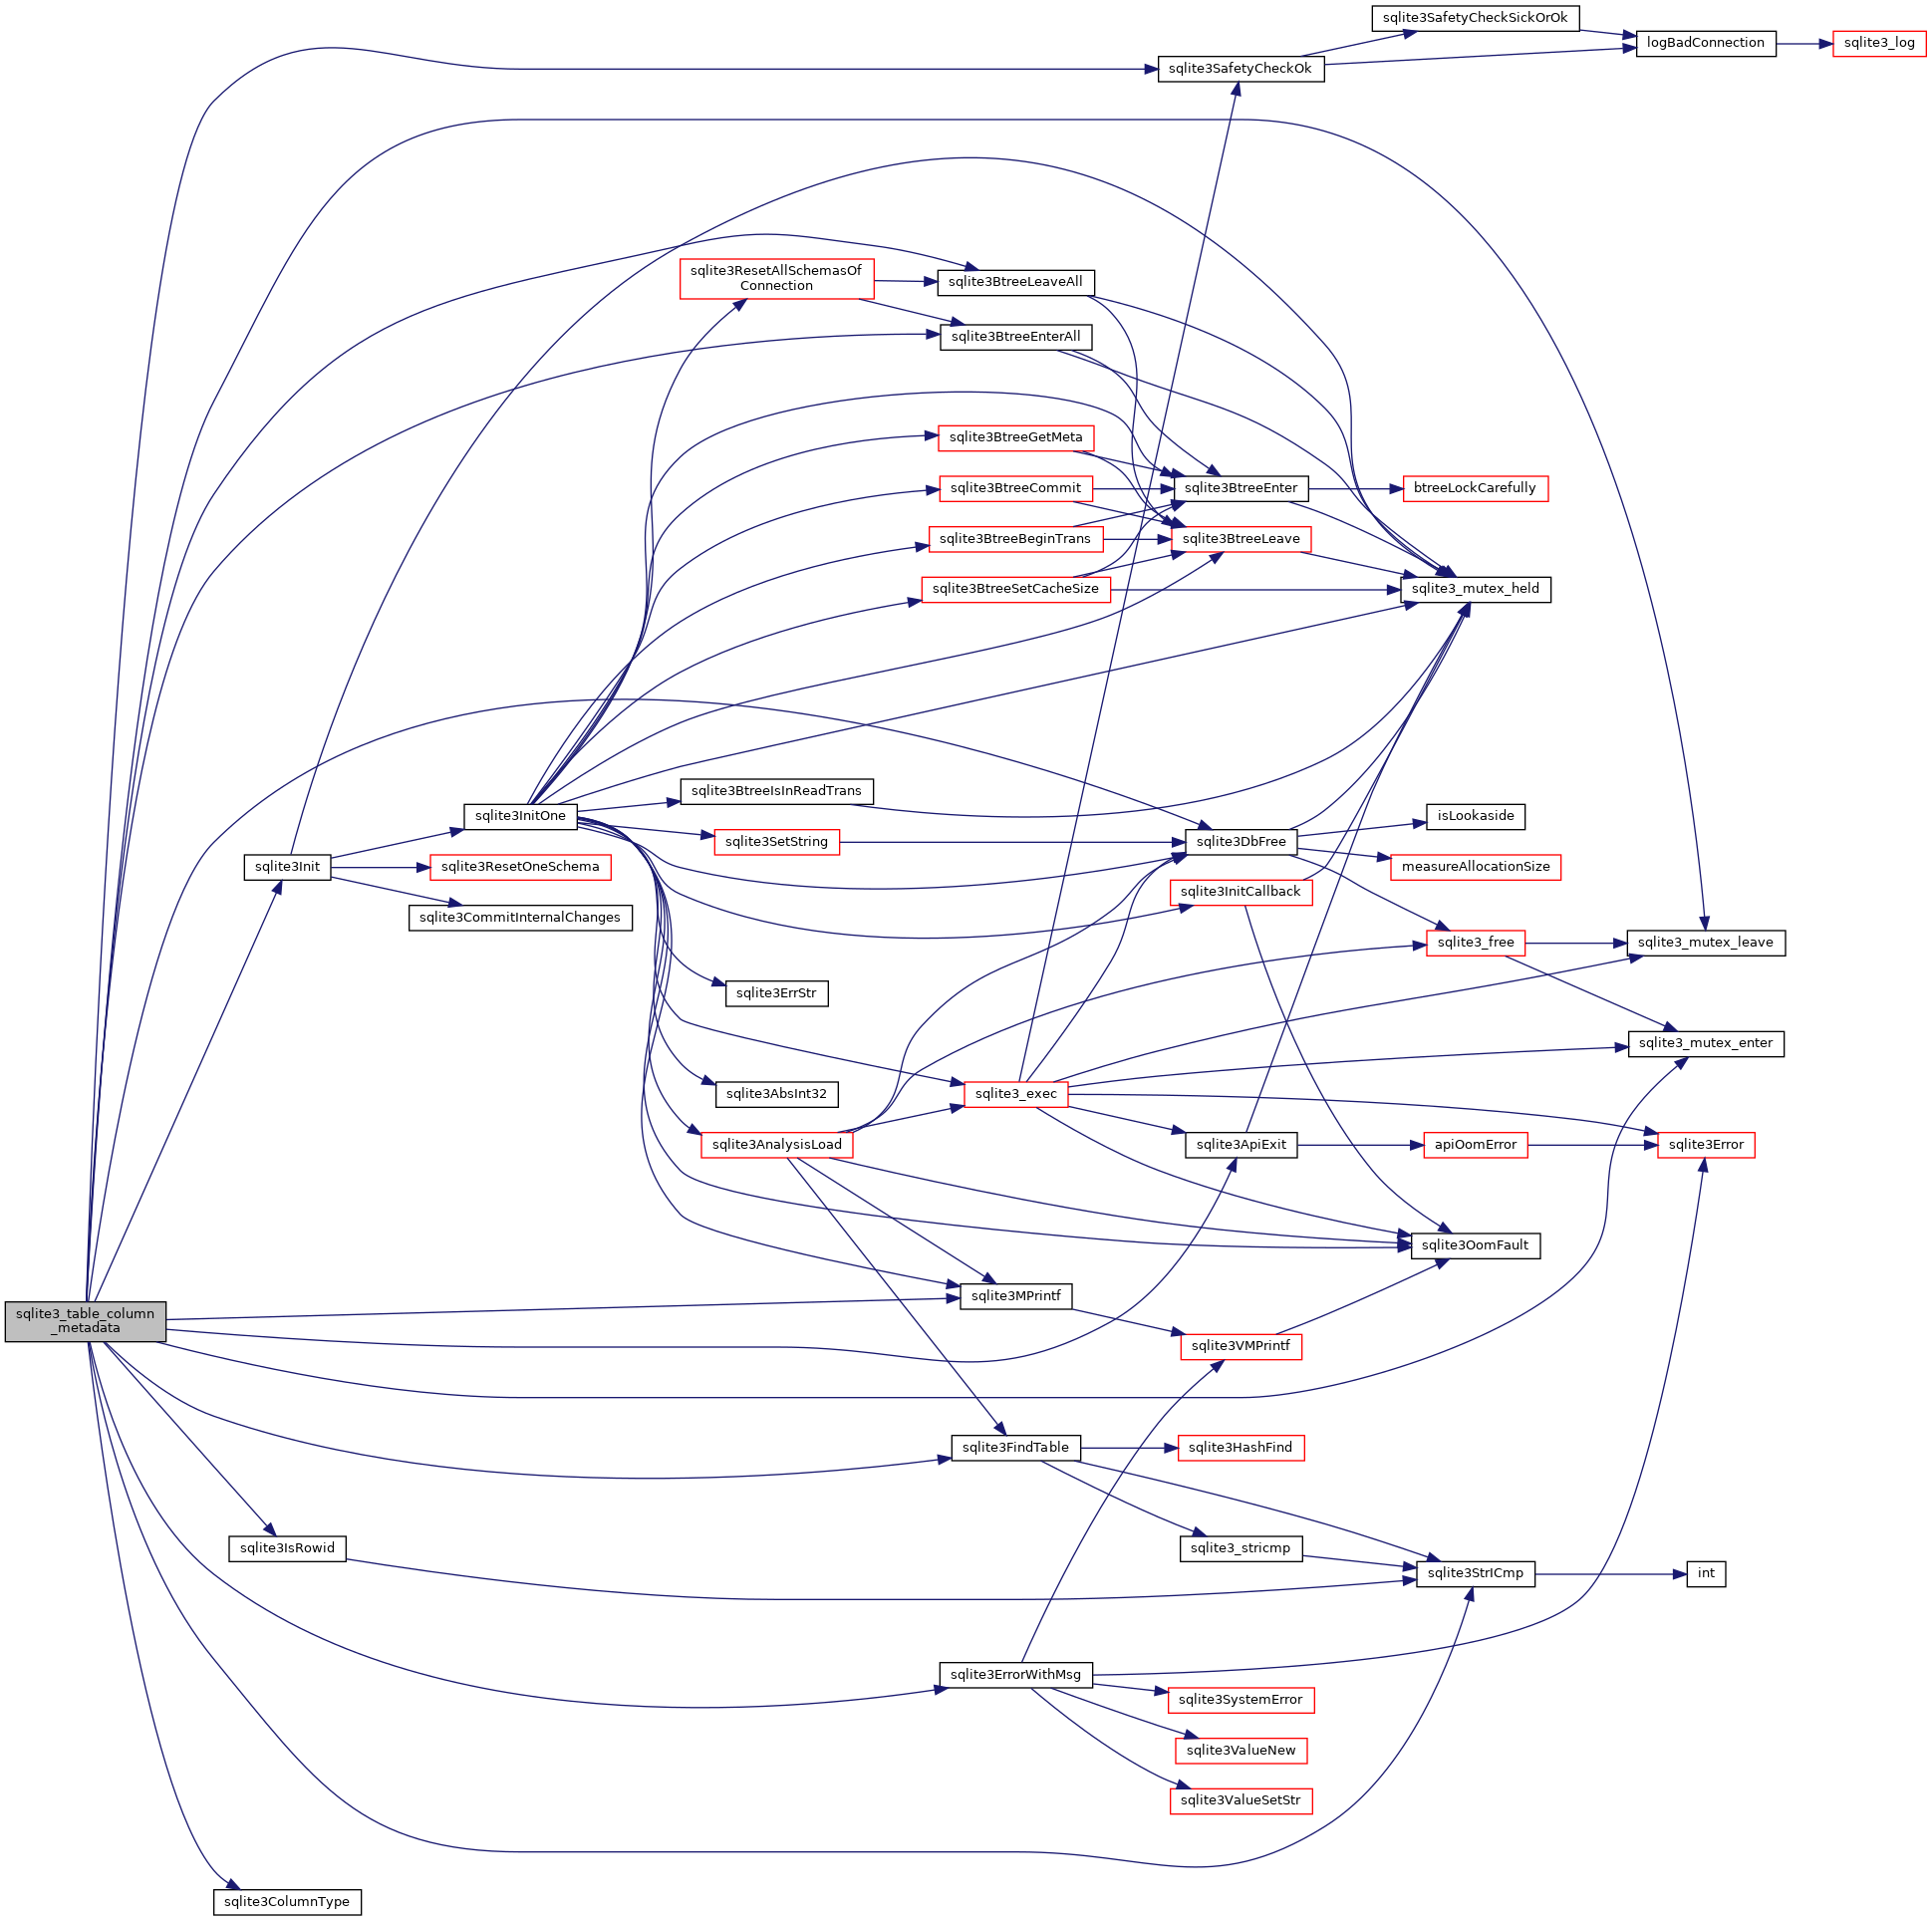 sqlite3SafetyCheckSickOrOk
logBadConnection
sqlite3_log
sqlite3SafetyCheckOk
sqlite3ResetAllSchemasOf
Connection
sqlite3BtreeLeaveAll
sqlite3BtreeEnterAll
sqlite3BtreeGetMeta
sqlite3BtreeCommit
sqlite3BtreeEnter
btreeLockCarefully
sqlite3BtreeBeginTrans
sqlite3BtreeLeave
sqlite3BtreeSetCacheSize
sqlite3_mutex_held
sqlite3BtreeIsInReadTrans
sqlite3InitOne
isLookaside
sqlite3SetString
sqlite3DbFree
sqlite3Init
sqlite3ResetOneSchema
measureAllocationSize
sqlite3InitCallback
sqlite3CommitInternalChanges
sqlite3_free
sqlite3_mutex_leave
sqlite3ErrStr
sqlite3_mutex_enter
sqlite3AbsInt32
sqlite3_exec
sqlite3AnalysisLoad
sqlite3ApiExit
apiOomError
sqlite3Error
sqlite3OomFault
sqlite3MPrintf
sqlite3_table_column
_metadata
sqlite3VMPrintf
sqlite3FindTable
sqlite3HashFind
sqlite3IsRowid
sqlite3_stricmp
sqlite3StrICmp
int
sqlite3ErrorWithMsg
sqlite3SystemError
sqlite3ValueNew
sqlite3ValueSetStr
sqlite3ColumnType